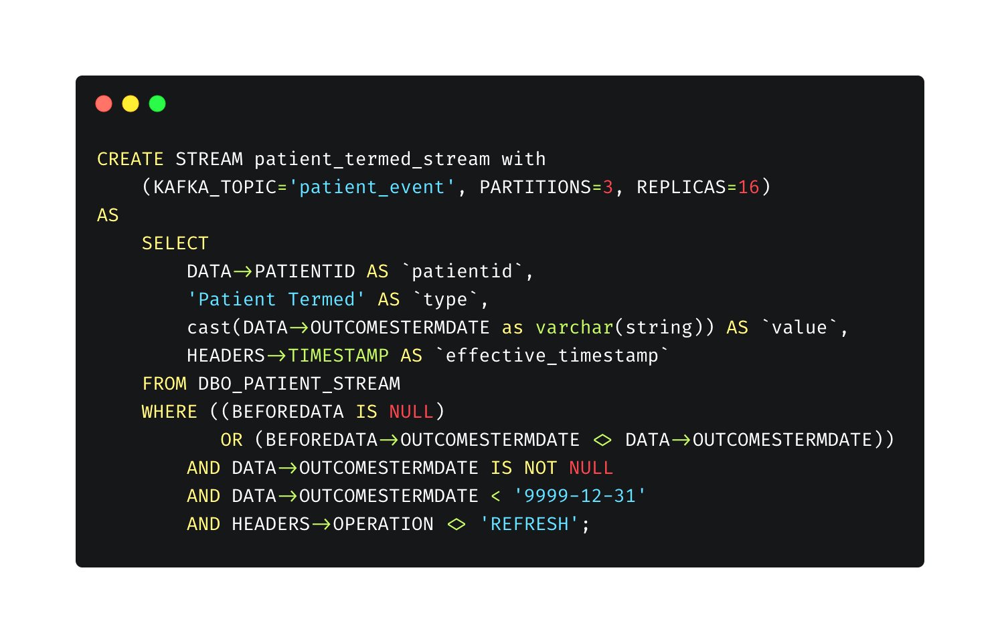 CREATE STREAM patient_termed_stream with
    (KAFKA_TOPIC='patient_event', PARTITIONS=3, REPLICAS=16)
AS
    SELECT
        DATA->PATIENTID AS `patientid`,
        'Patient Termed' AS `type`,
        cast(DATA->OUTCOMESTERMDATE as varchar(string)) AS `value`,
        HEADERS->TIMESTAMP AS `effective_timestamp`
    FROM DBO_PATIENT_STREAM
    WHERE ((BEFOREDATA IS NULL)
           OR (BEFOREDATA->OUTCOMESTERMDATE <> DATA->OUTCOMESTERMDATE))
        AND DATA->OUTCOMESTERMDATE IS NOT NULL
        AND DATA->OUTCOMESTERMDATE < '9999-12-31'
        AND HEADERS->OPERATION <> 'REFRESH';